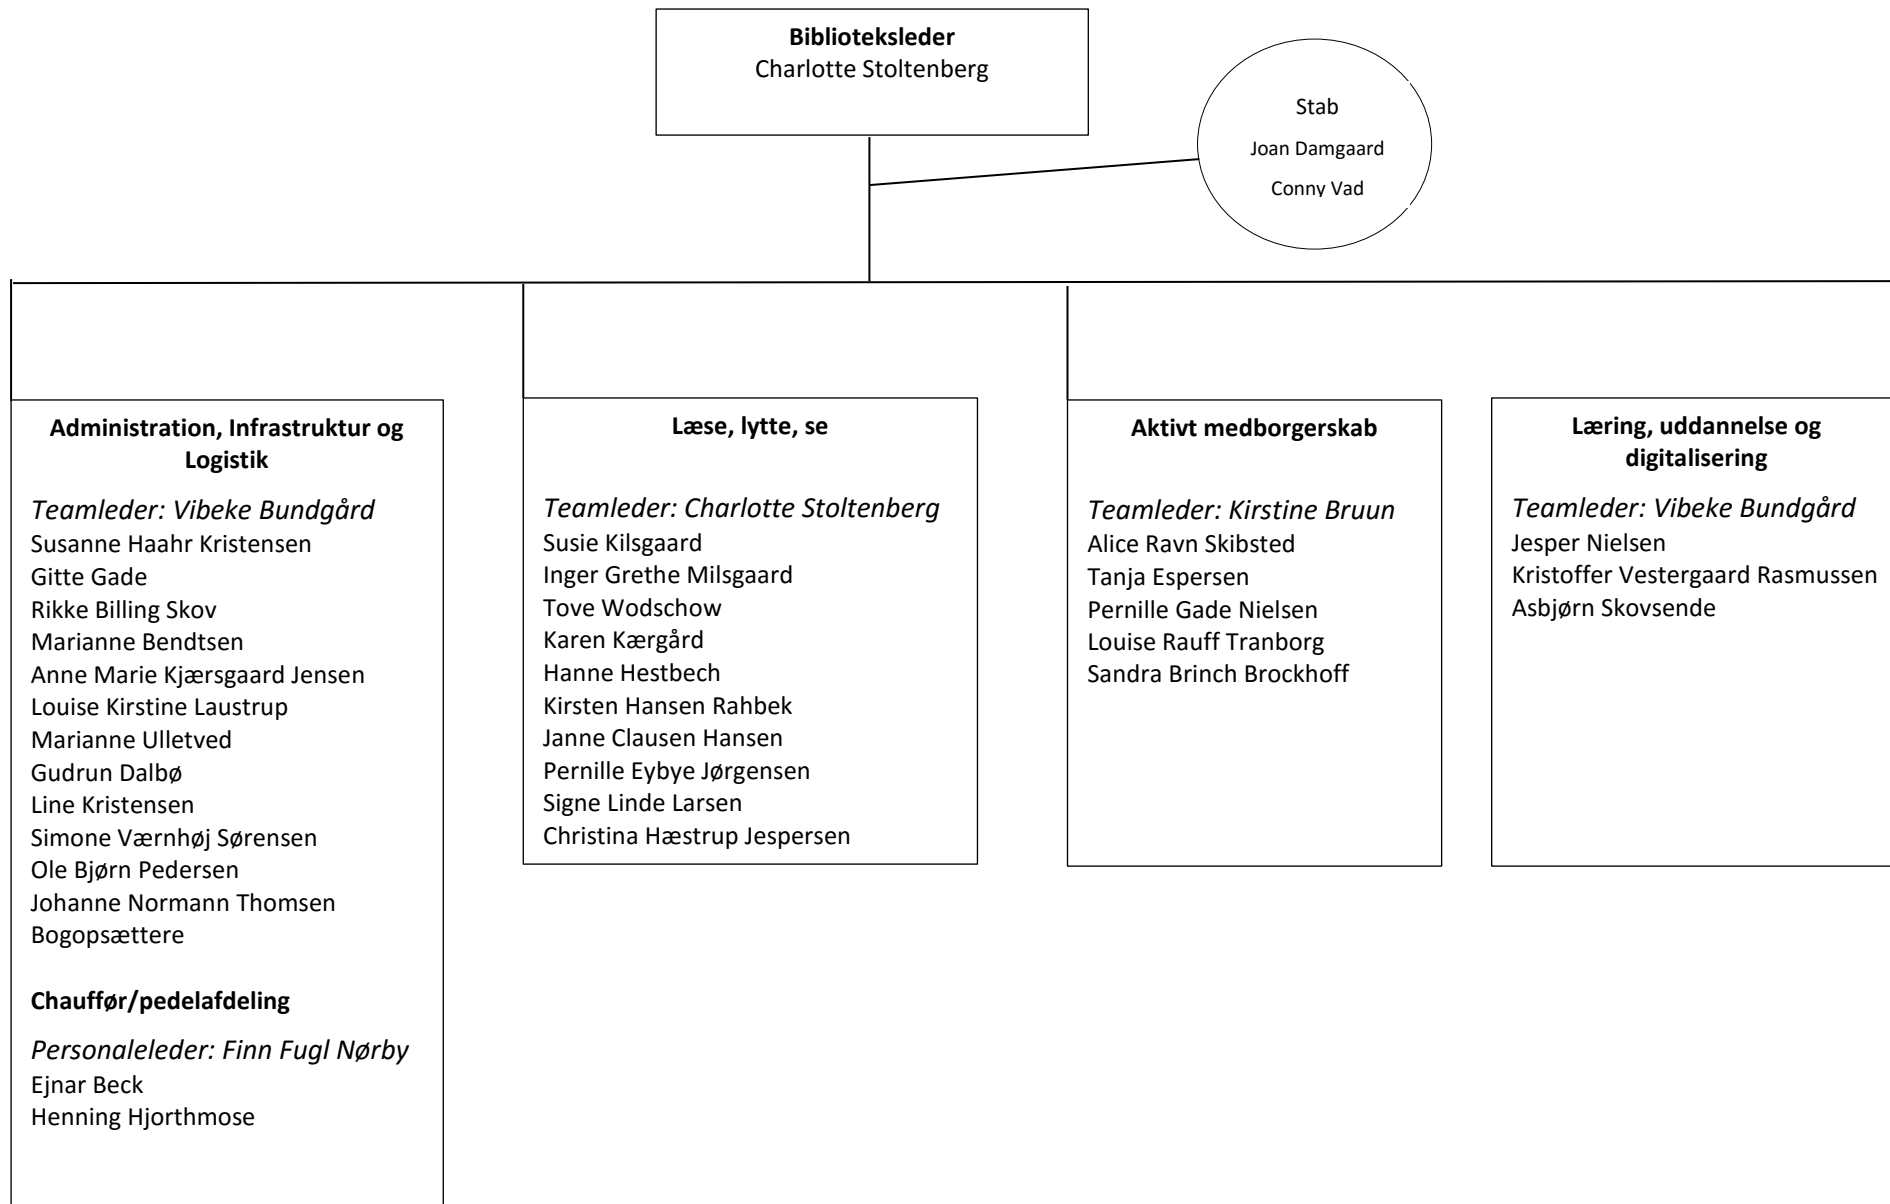 Biblioteksleder
Charlotte Stoltenberg
Stab
Joan Damgaard
Conny Vad
Administration, Infrastruktur og
Logistik
Teamleder: Vibeke Bundgård
Susanne Haahr Kristensen
Gitte Gade
Rikke Billing Skov
Marianne Bendtsen
Anne Marie Kjærsgaard Jensen
Louise Kirstine Laustrup
Marianne Ulletved
Gudrun Dalbø
Line Kristensen
Simone Værnhøj Sørensen
Ole Bjørn Pedersen
Johanne Normann Thomsen
Bogopsættere
Chauffør/pedelafdeling
Personaleleder: Finn Fugl Nørby
Ejnar Beck
Henning Hjorthmose
Læse, lytte, se
Teamleder: Charlotte Stoltenberg
Susie Kilsgaard
Inger Grethe Milsgaard
Tove Wodschow
Karen Kærgård
Hanne Hestbech
Kirsten Hansen Rahbek
Janne Clausen Hansen
Pernille Eybye Jørgensen
Signe Linde Larsen
Christina Hæstrup Jespersen
Aktivt medborgerskab
Teamleder: Kirstine Bruun
Alice Ravn Skibsted
Tanja Espersen
Pernille Gade Nielsen
Louise Rauff Tranborg
Sandra Brinch Brockhoff
Læring, uddannelse og
digitalisering
Teamleder: Vibeke Bundgård
Jesper Nielsen
Kristoffer Vestergaard Rasmussen
Asbjørn Skovsende